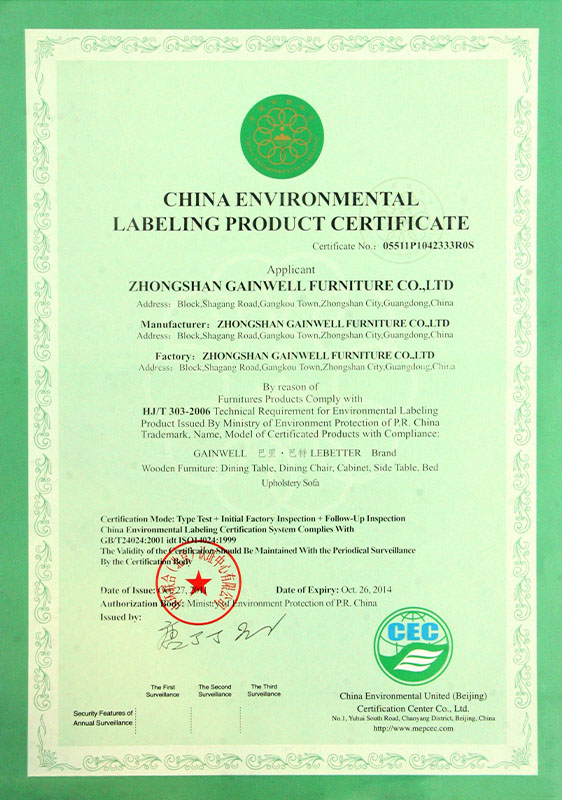 CHINA ENVIRONMENTAL
LABELING PRODUCT CERTIFICATE
Certificate No.: 05511P1042333R0S
Applicant
ZHONGSHAN GAINWELL FURNITURE CO.,LTD
Address: Block,Shagang Road,Gangkou Town,Zhongshan City,Guangdong,China
Manufacturer: ZHONGSHAN GAINWELL FURNITURE CO.,LTD
Address: Block,Shagang Road,Gangkou Town,Zhongshan City,Guangdong,China
Factory: ZHONGSHAN GAINWELL FURNITURE CO.,LTD
Address: Block,Shagang Road,Gangkou Town,Zhongshan City,Guangdong,China
By reason of
Furnitures Products Comply with
HJ/T 303-2006 Technical Requirement for Environmental Labeling
Product Issued By Ministry of Environment Protection of P.R. China
Trademark, Name, Model of Certificated Products with Compliance:
GAINWELL 巴里·巴特 LEBETTER Brand
Wooden Furniture: Dining Table, Dining Chair, Cabinet, Side Table, Bed
Upholstry Sofa
Certification Mode: Type Test + Initial Factory Inspection + Follow-Up Inspection
China Environmental Labeling Certification System Complies With
GB/T24024:2001 idt ISO14024:1999
The Validity of the Certification Should Be Maintained With the Periodical Surveillance
By the Certification Body
Date of Issue: Oct.27, 2011 Date of Expiry: Oct. 26, 2014
Authorization Body: Ministry of Environment Protection of P.R. China
Issued by:
CEC
The First Surveillance
The Second Surveillance
The Third Surveillance
Security Features of
Annual Surveillance
China Environmental United (Beijing)
Certification Center Co., Ltd.
No.1, Yuhui South Road, Chaoyang District, Beijing, China
http://www.mepcec.com